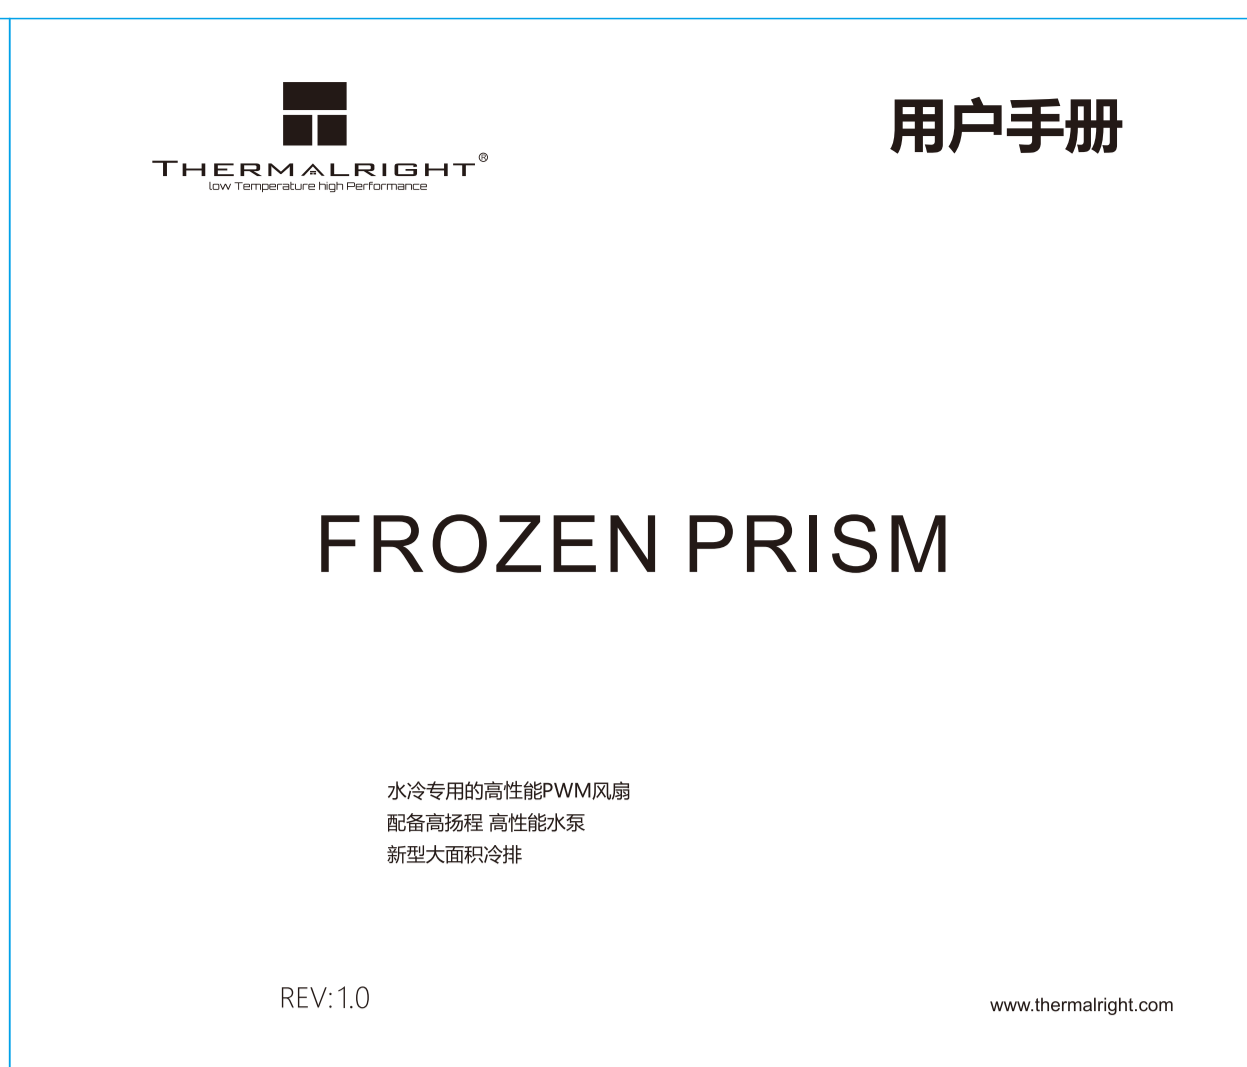 THERMALRIGHT®
low Temperature high Performance
用户手册
FROZEN PRISM
水冷专用的高性能PWM风扇
配备高扬程 高性能水泵
新型大面积冷排
REV:1.0
www.thermalright.com